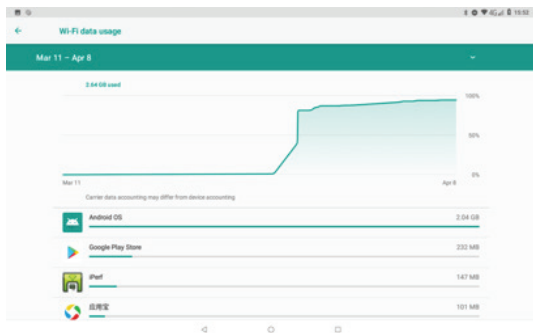 15:52
Wi-Fi data usage
Mar 11 – Apr 8
2.64 GB used
100%
50%
0%
Mar 11
Apr 8
Carrier data accounting may differ from device accounting
Android OS
2.04 GB
Google Play Store
232 MB
iPerf
147 MB
应用宝
101 MB